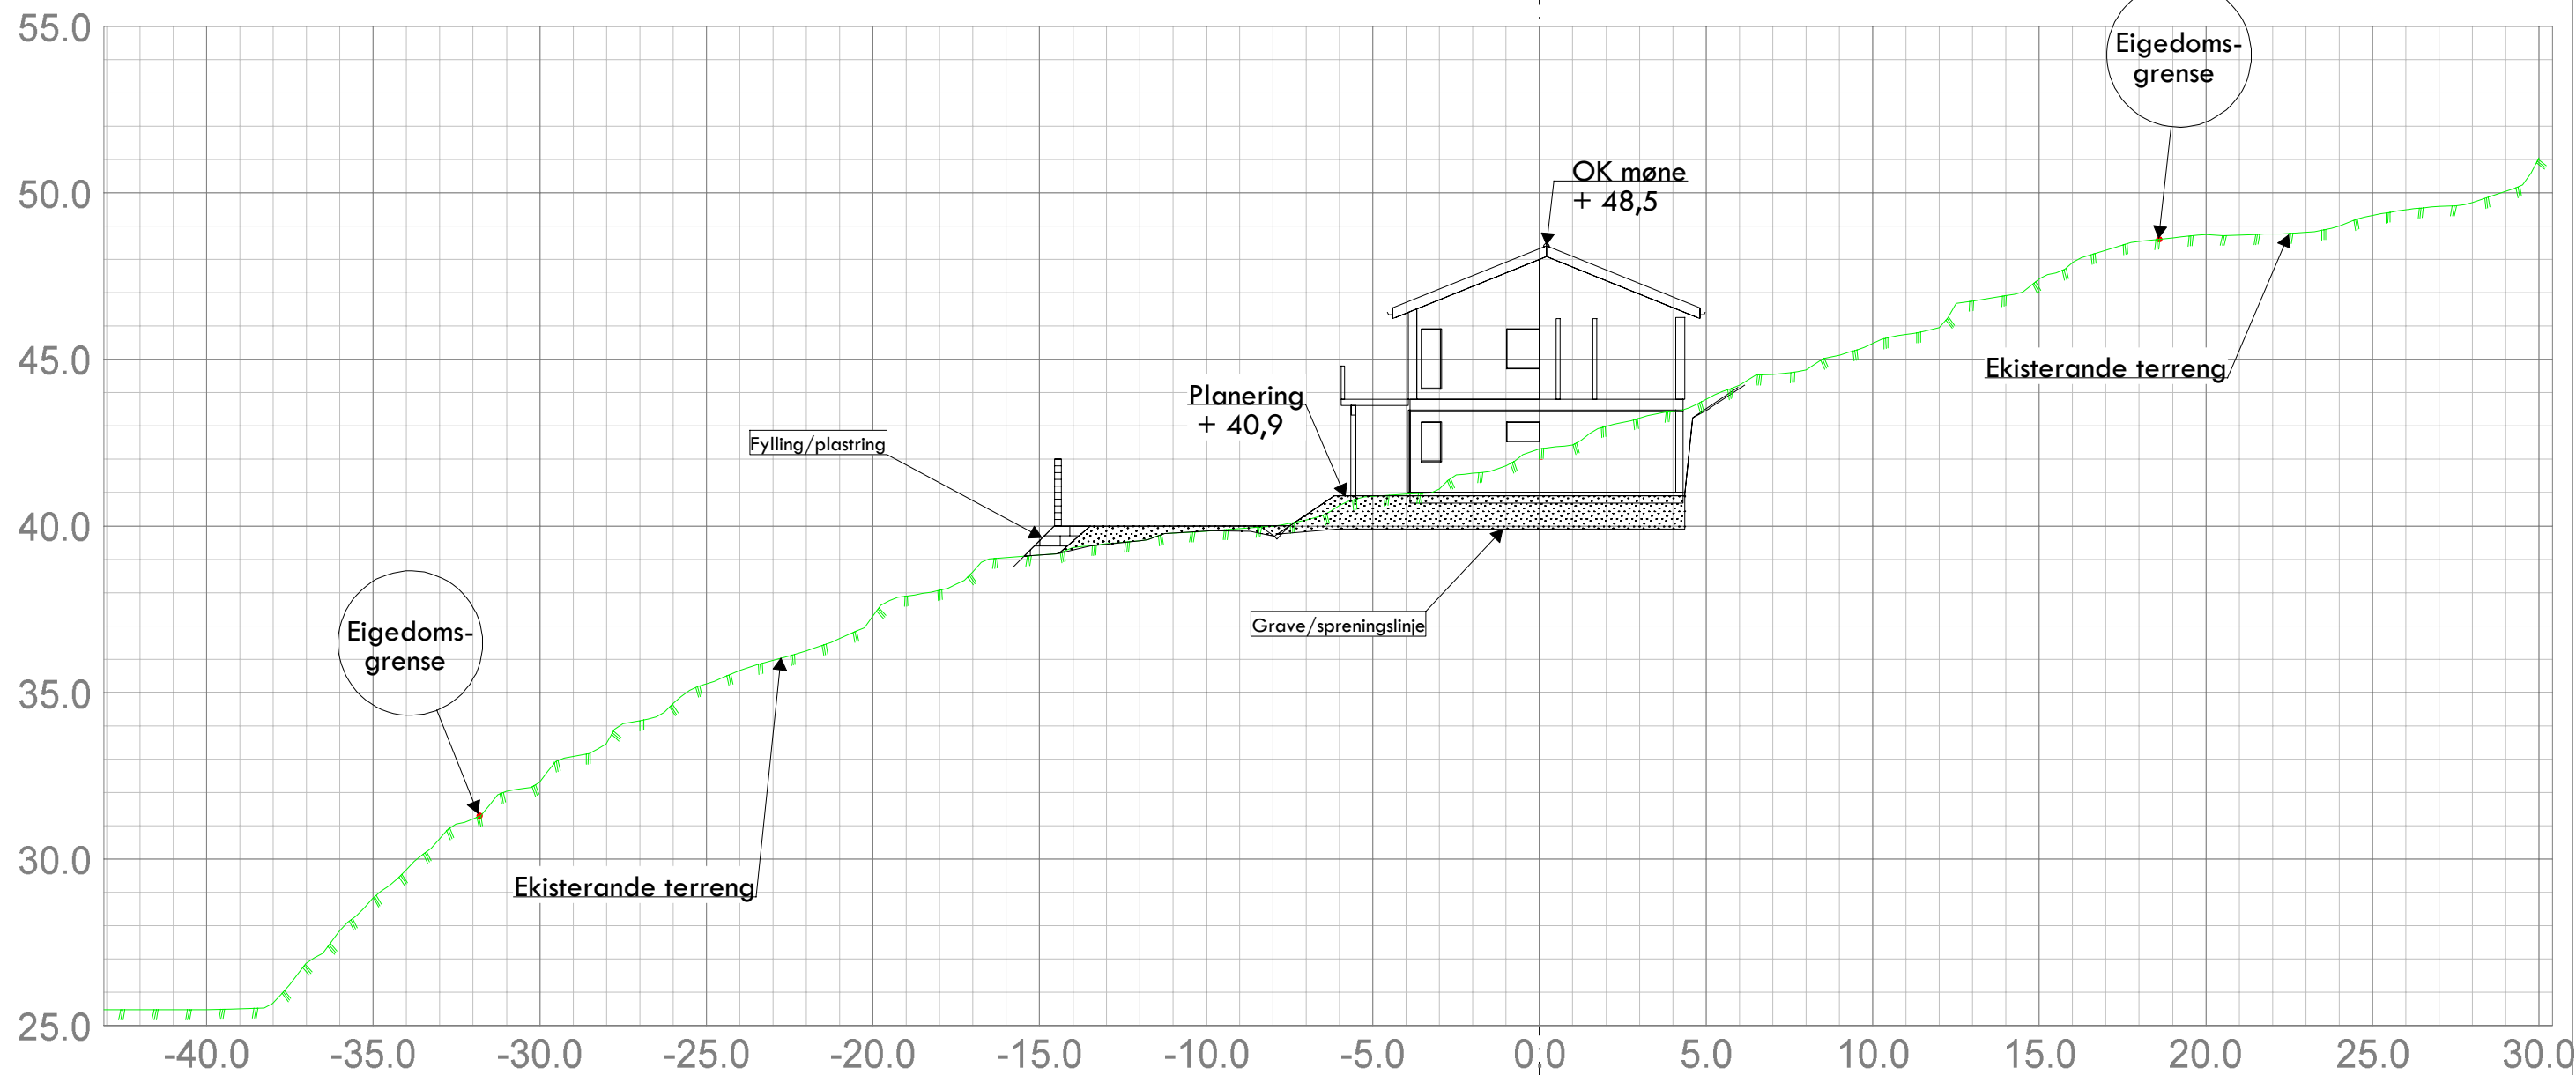 55.0
Eigedoms-
grense
50.0
OK møne
+ 48,5
45.0
Ekisterande terreng
Planering
+ 40,9
Fylling/plastring
40.0
Grave/spreningslinje
Eigedoms-
grense
35.0
30.0
Ekisterande terreng
25.0
-40.0 -35.0 -30.0 -25.0 -20.0 -15.0 -10.0 -5.0 0.0 5.0 10.0 15.0 20.0 25.0 30.0